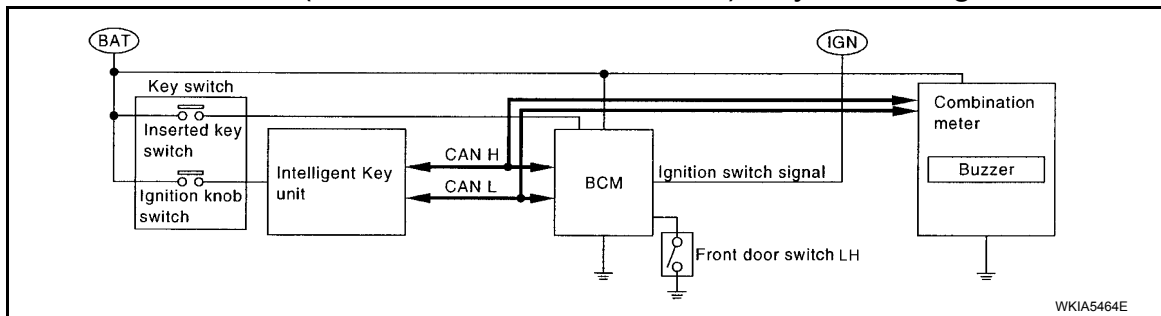 BAT
IGN
Key switch
Inserted key
switch
Ignition knob
switch
Intelligent Key
unit
CAN H
CAN L
BCM
Ignition switch signal
Front door switch LH
Combination
meter
Buzzer
WKIA5464E